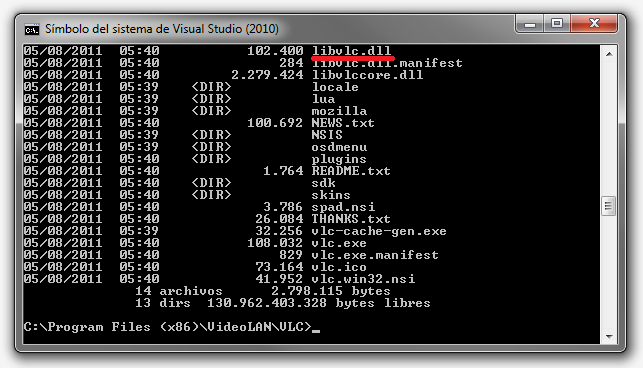 Símbolo del sistema de Visual Studio (2010)
05/08/2011  05:40           102.400 libvlc.dll
05/08/2011  05:40               284 libvlc.dll.manifest
05/08/2011  05:40         2.279.424 libvlccore.dll
05/08/2011  05:39    <DIR>          locale
05/08/2011  05:39    <DIR>          lua
05/08/2011  05:39    <DIR>          mozilla
05/08/2011  05:40           100.692 NEWS.txt
05/08/2011  05:40    <DIR>          NSIS
05/08/2011  05:40    <DIR>          osdmenu
05/08/2011  05:40    <DIR>          plugins
05/08/2011  05:40             1.764 README.txt
05/08/2011  05:40    <DIR>          sdk
05/08/2011  05:40    <DIR>          skins
05/08/2011  05:40             3.786 spad.nsi
05/08/2011  05:40            26.084 THANKS.txt
05/08/2011  05:39            32.256 vlc-cache-gen.exe
05/08/2011  05:40           108.032 vlc.exe
05/08/2011  05:40               829 vlc.exe.manifest
05/08/2011  05:40            73.164 vlc.ico
05/08/2011  05:40            41.952 vlc.win32.nsi
14 archivos      2.798.115 bytes
13 dirs  130.962.403.328 bytes libres
C:\Program Files (x86)\VideoLAN\VLC>_